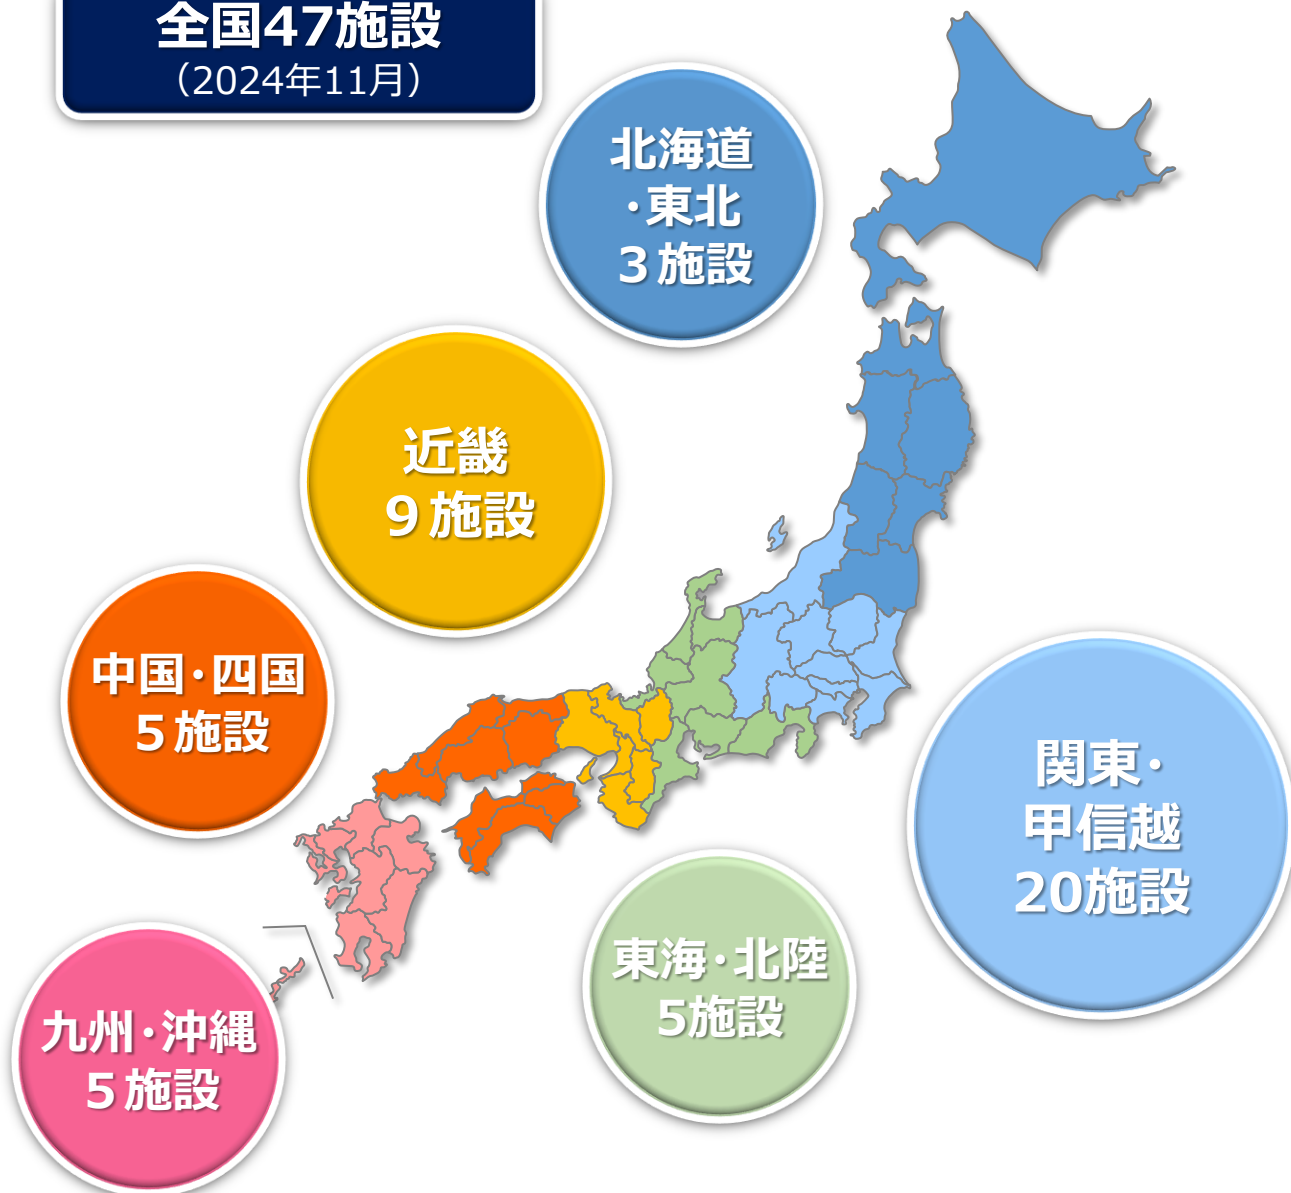 全国47施設
（2024年11月）
北海道
・東北
３施設
近畿
９施設
中国・四国
５施設
関東・
甲信越
20施設
東海・北陸
5施設
九州・沖縄
５施設